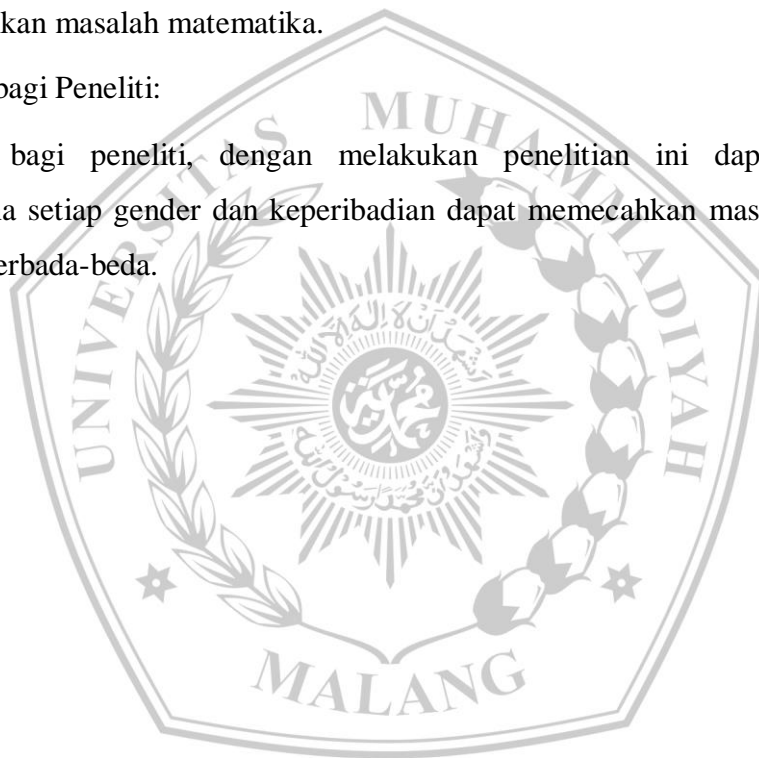 kan masalah matematika.
bagi Peneliti:
bagi peneliti, dengan melakukan penelitian ini dap
a setiap gender dan keperibadian dapat memecahkan mas
erbada-beda.
UNIVERSITAS MUHAMMADIYAH
MALANG